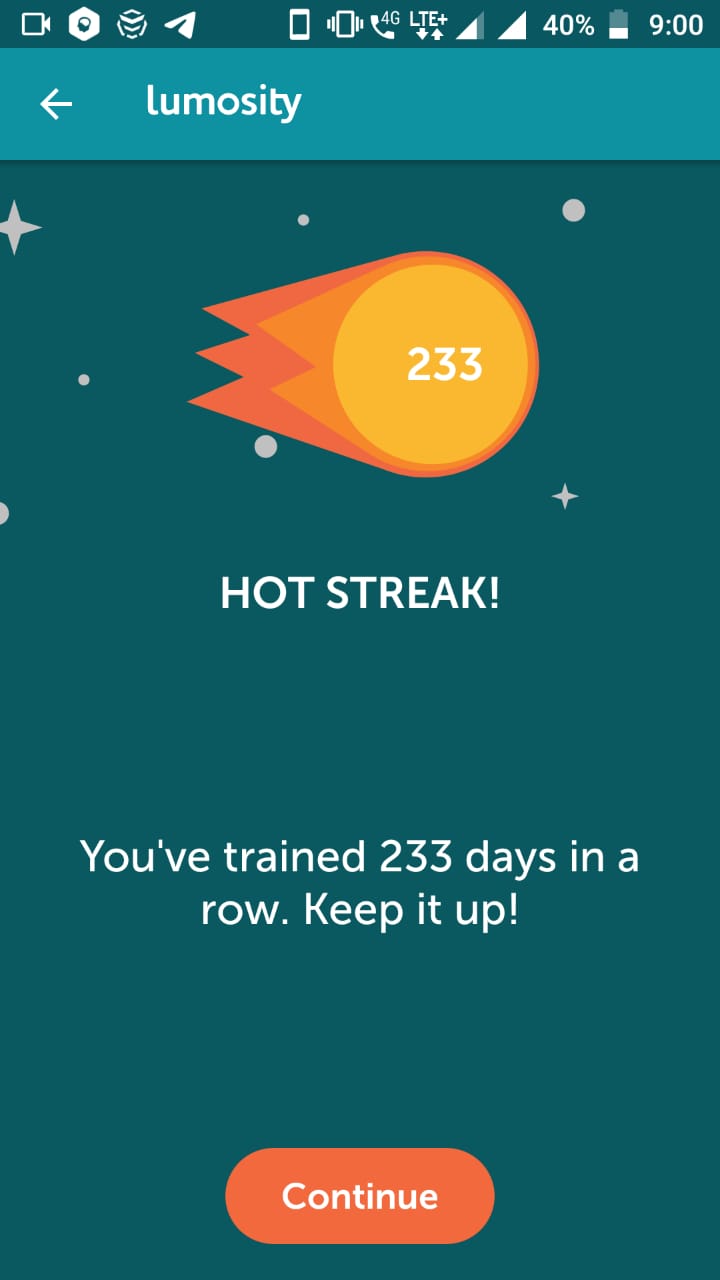 4G LTE+ 40% 9:00
lumosity
233
HOT STREAK!
You've trained 233 days in a
row. Keep it up!
Continue